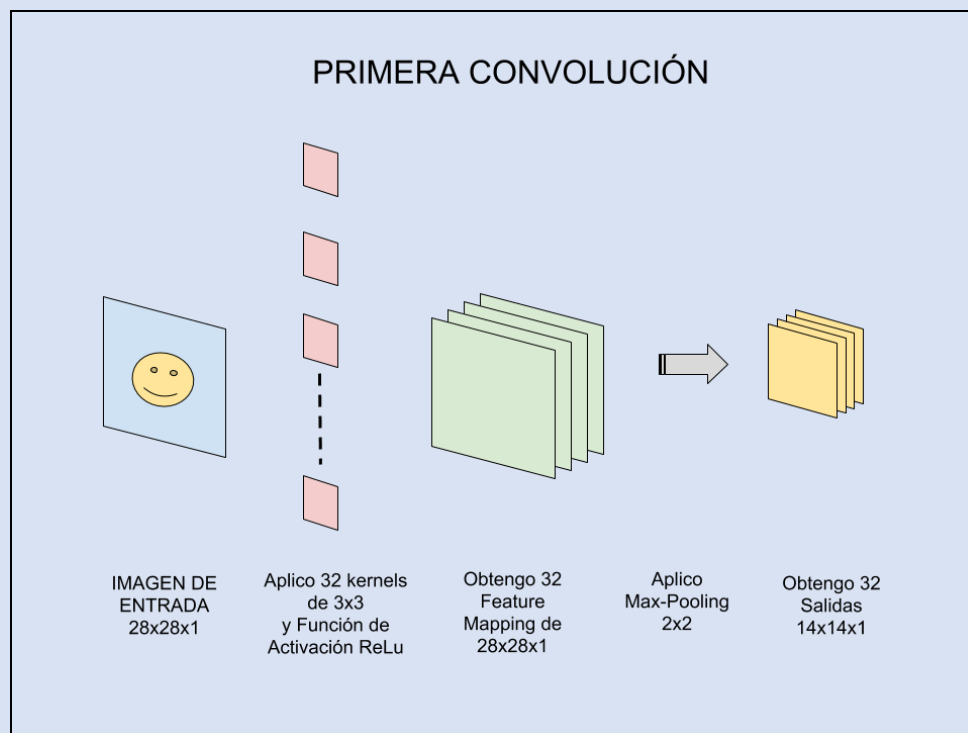 PRIMERA CONVOLUCIÓN
IMAGEN DE
ENTRADA
28x28x1
Aplico 32 kernels
de 3x3
y Función de
Activación ReLu
Obtengo 32
Feature
Mapping de
28x28x1
Aplico
Max-Pooling
2x2
Obtengo 32
Salidas
14x14x1